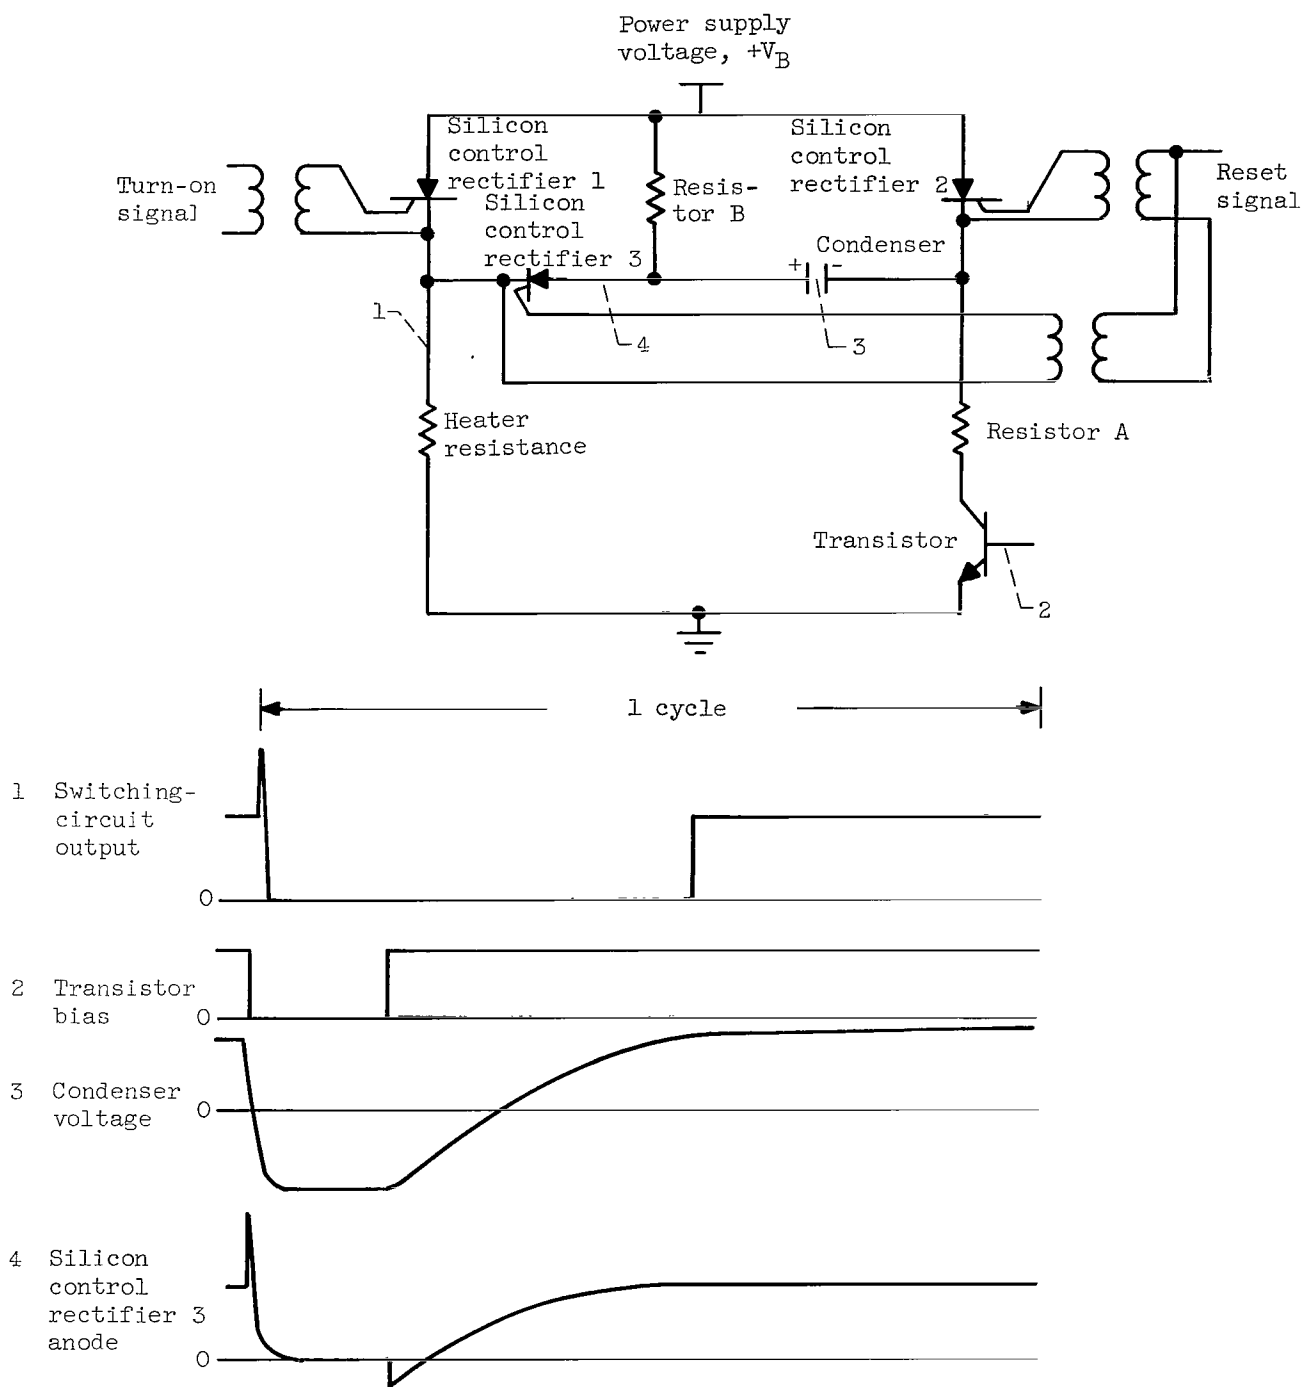 Power supply
voltage, +VB
Silicon
control
rectifier 1
Silicon
control
rectifier 2
Turn-on
signal
Resis-
tor B
Reset
signal
Silicon
control
rectifier 3
Condenser
+ -
1
4
3
Heater
resistance
Resistor A
Transistor
2
1 cycle
1 Switching-
circuit
output
0
2 Transistor
bias
0
3 Condenser
voltage
0
4 Silicon
control
rectifier 3
anode
0